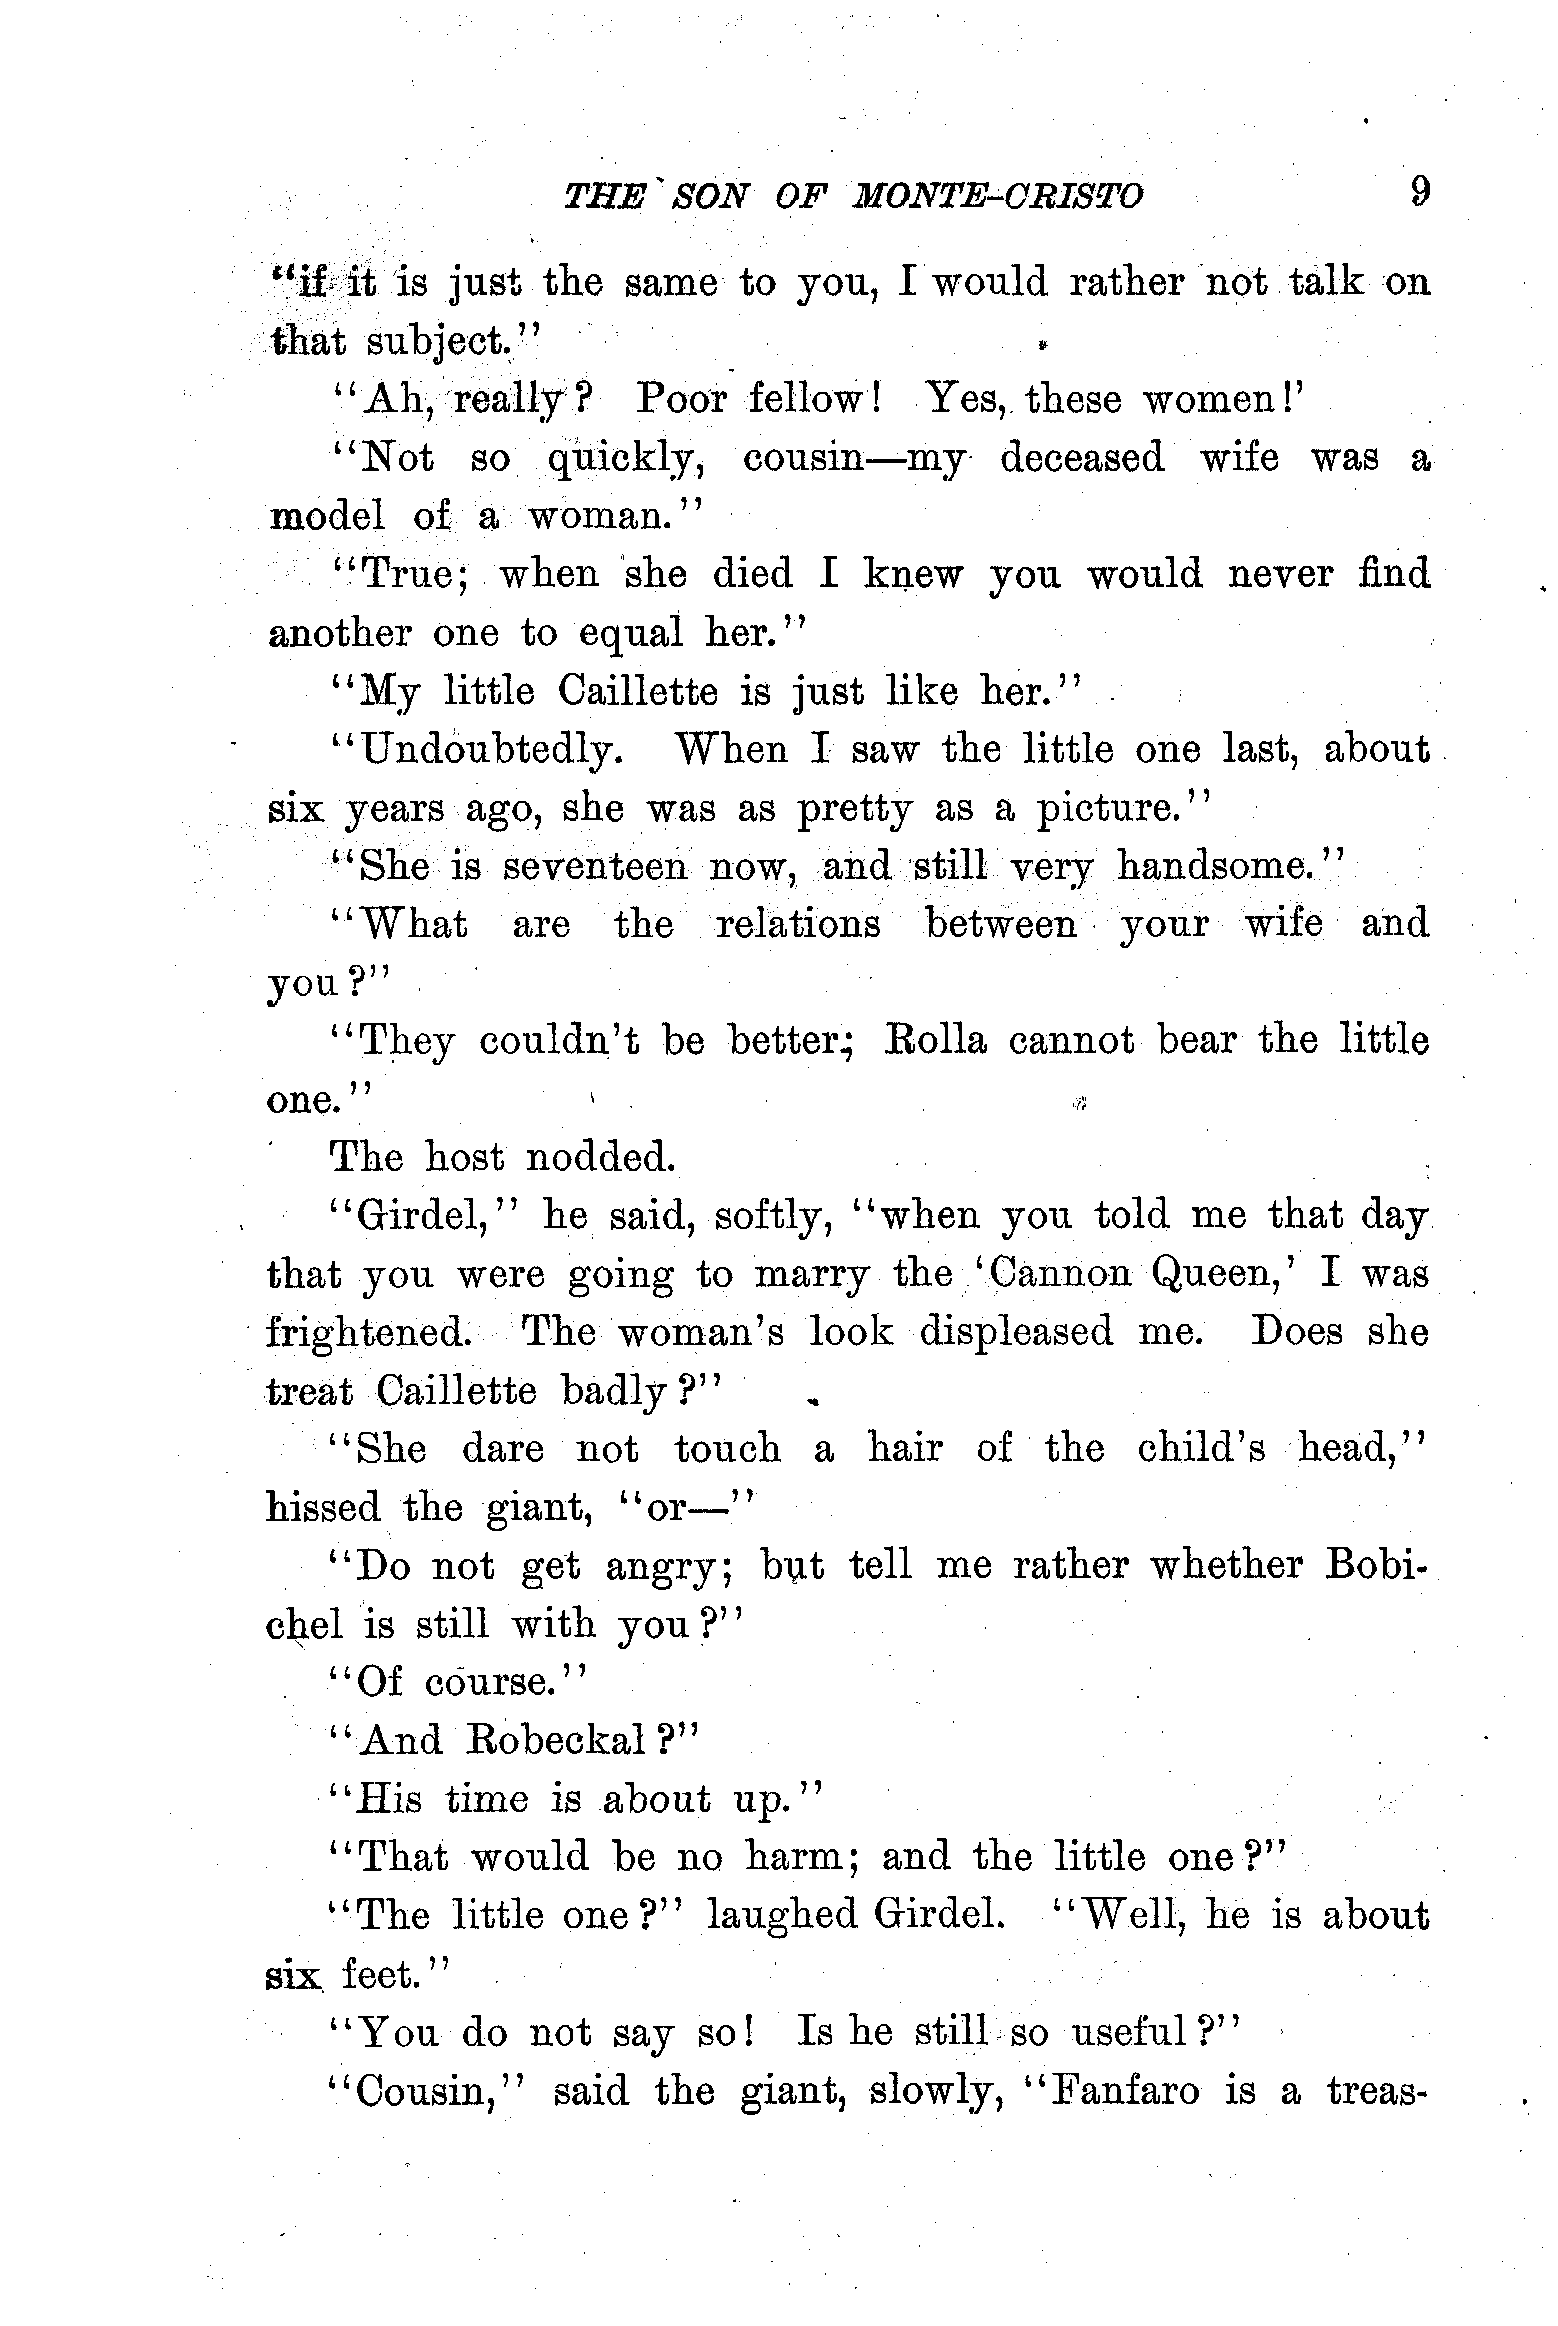 THE SON OF MONTE-CRISTO 9
"if it is just the same to you, I would rather not talk on
that subject."
"Ah, really? Poor fellow! Yes, these women!'
"Not so quickly, cousin—my deceased wife was a
model of a woman."
"True; when she died I knew you would never find
another one to equal her."
"My little Caillette is just like her."
"Undoubtedly. When I saw the little one last, about
six years ago, she was as pretty as a picture."
"She is seventeen now, and still very handsome."
"What are the relations between your wife and
you?"
"They couldn't be better; Rolla cannot bear the little
one."
The host nodded.
"Girdel," he said, softly, "when you told me that day
that you were going to marry the 'Cannon Queen,' I was
frightened. The woman's look displeased me. Does she
treat Caillette badly?"
"She dare not touch a hair of the child's head,"
hissed the giant, "or—"
"Do not get angry; but tell me rather whether Bobi-
chel is still with you?"
"Of course."
"And Robeckal?"
"His time is about up."
"That would be no harm; and the little one?"
"The little one?" laughed Girdel. "Well, he is about
six feet."
"You do not say so! Is he still so useful?"
"Cousin," said the giant, slowly, "Fanfaro is a treas-